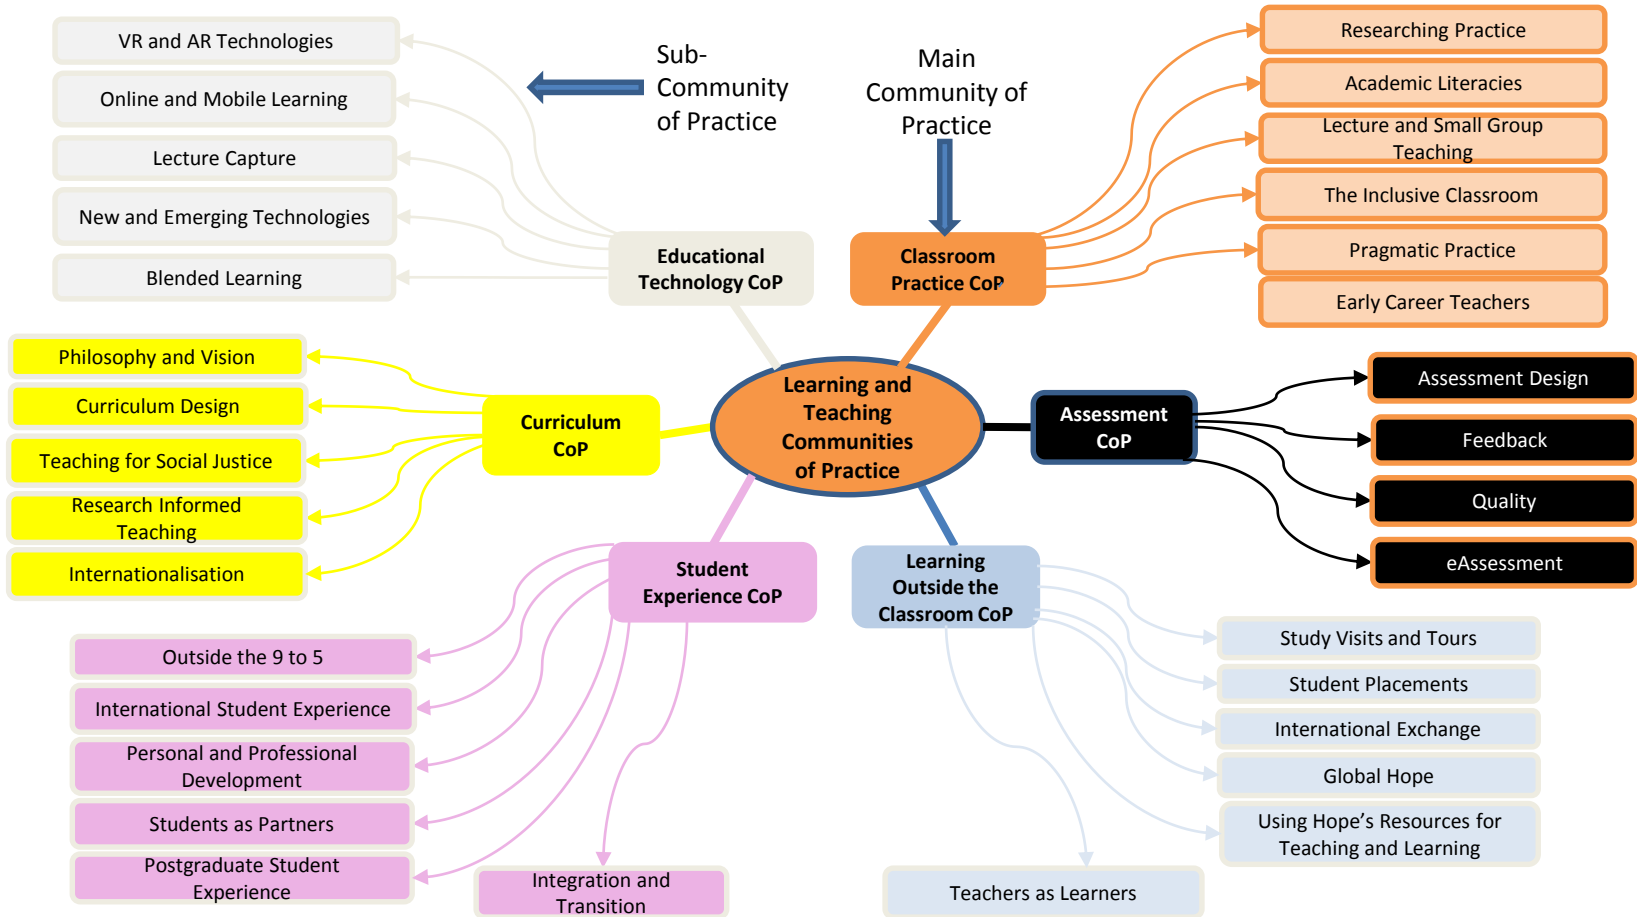 VR and AR Technologies
Online and Mobile Learning
Lecture Capture
New and Emerging Technologies
Blended Learning
Sub-
Community
of Practice
Main
Community of
Practice
Researching Practice
Academic Literacies
Lecture and Small Group
Teaching
The Inclusive Classroom
Pragmatic Practice
Early Career Teachers
Educational
Technology CoP
Classroom
Practice CoP
Philosophy and Vision
Curriculum Design
Teaching for Social Justice
Research Informed
Teaching
Internationalisation
Curriculum
CoP
Learning and
Teaching
Communities
of Practice
Assessment
CoP
Assessment Design
Feedback
Quality
eAssessment
Student
Experience CoP
Learning
Outside the
Classroom CoP
Outside the 9 to 5
International Student Experience
Personal and Professional
Development
Students as Partners
Postgraduate Student
Experience
Integration and
Transition
Study Visits and Tours
Student Placements
International Exchange
Global Hope
Using Hope’s Resources for
Teaching and Learning
Teachers as Learners